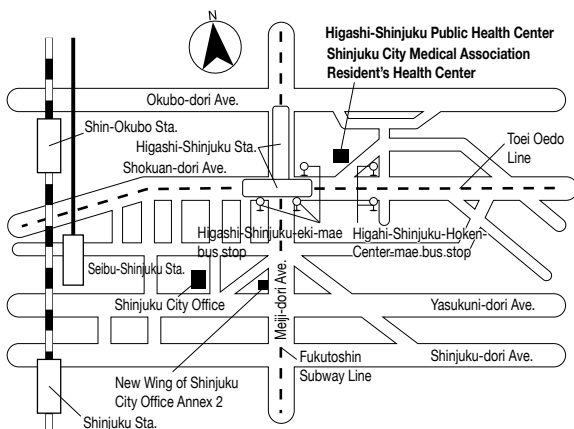 N
Higashi-Shinjuku Public Health Center
Shinjuku City Medical Association
Resident's Health Center
Okubo-dori Ave.
Shin-Okubo Sta.
Higashi-Shinjuku Sta.
Toei Oedo
Line
Shokuan-dori Ave.
Higashi-Shinjuku-eki-mae
bus stop
Higahi-Shinjuku-Hoken-
Center-mae bus stop
Seibu-Shinjuku Sta.
Shinjuku City Office
Meiji-dori Ave.
Yasukuni-dori Ave.
Fukutoshin
Subway Line
Shinjuku-dori Ave.
New Wing of Shinjuku
City Office Annex 2
Shinjuku Sta.